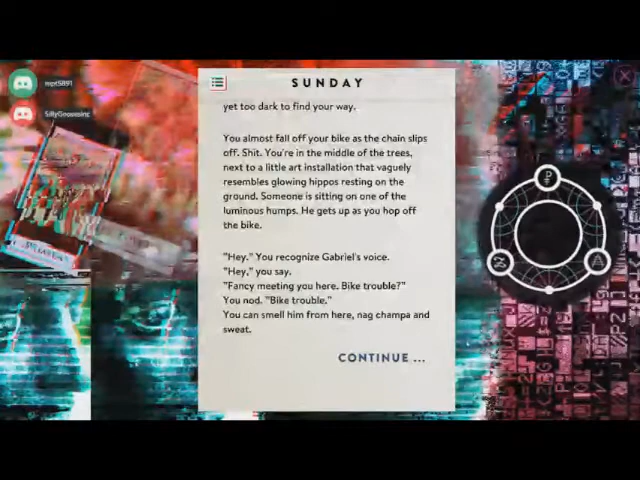 mpt5891
SillyGooseinc
SUNDAY
yet too dark to find your way.
You almost fall off your bike as the chain slips
off. Shit. You're in the middle of the trees,
next to a little art installation that vaguely
resembles glowing hippos resting on the
ground. Someone is sitting on one of the
luminous humps. He gets up as you hop off
the bike.
"Hey." You recognize Gabriel's voice.
"Hey," you say.
"Fancy meeting you here. Bike trouble?"
You nod. "Bike trouble."
You can smell him from here, nag champa and
sweat.
CONTINUE ...